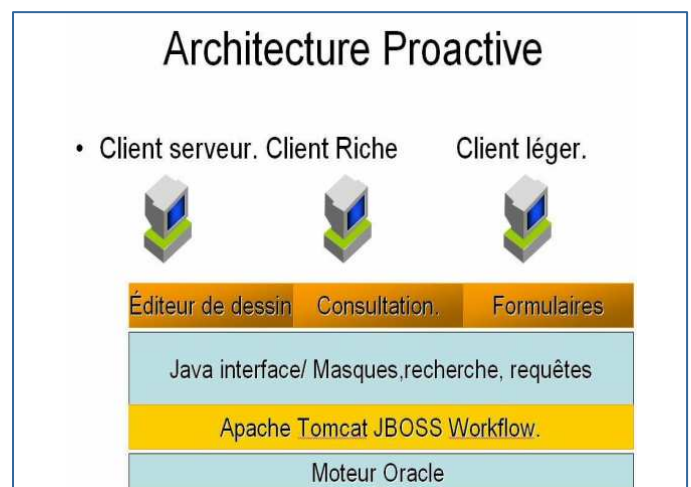 Architecture Proactive
• Client serveur. Client Riche Client léger.
Éditeur de dessin Consultation. Formulaires
Java interface/ Masques,recherche, requêtes
Apache Tomcat JBOSS Workflow.
Moteur Oracle